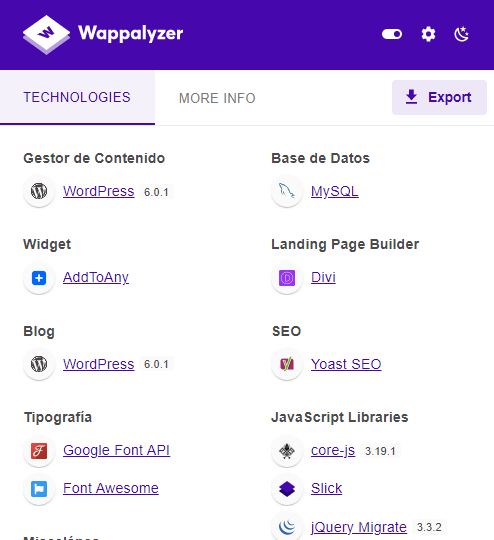 Wappalyzer
TECHNOLOGIES
MORE INFO
Export
Gestor de Contenido
WordPress 6.0.1
Base de Datos
MySQL
Widget
AddToAny
Landing Page Builder
Divi
Blog
WordPress 6.0.1
SEO
Yoast SEO
Tipografía
Google Font API
Font Awesome
JavaScript Libraries
core-js 3.19.1
Slick
jQuery Migrate 3.3.2